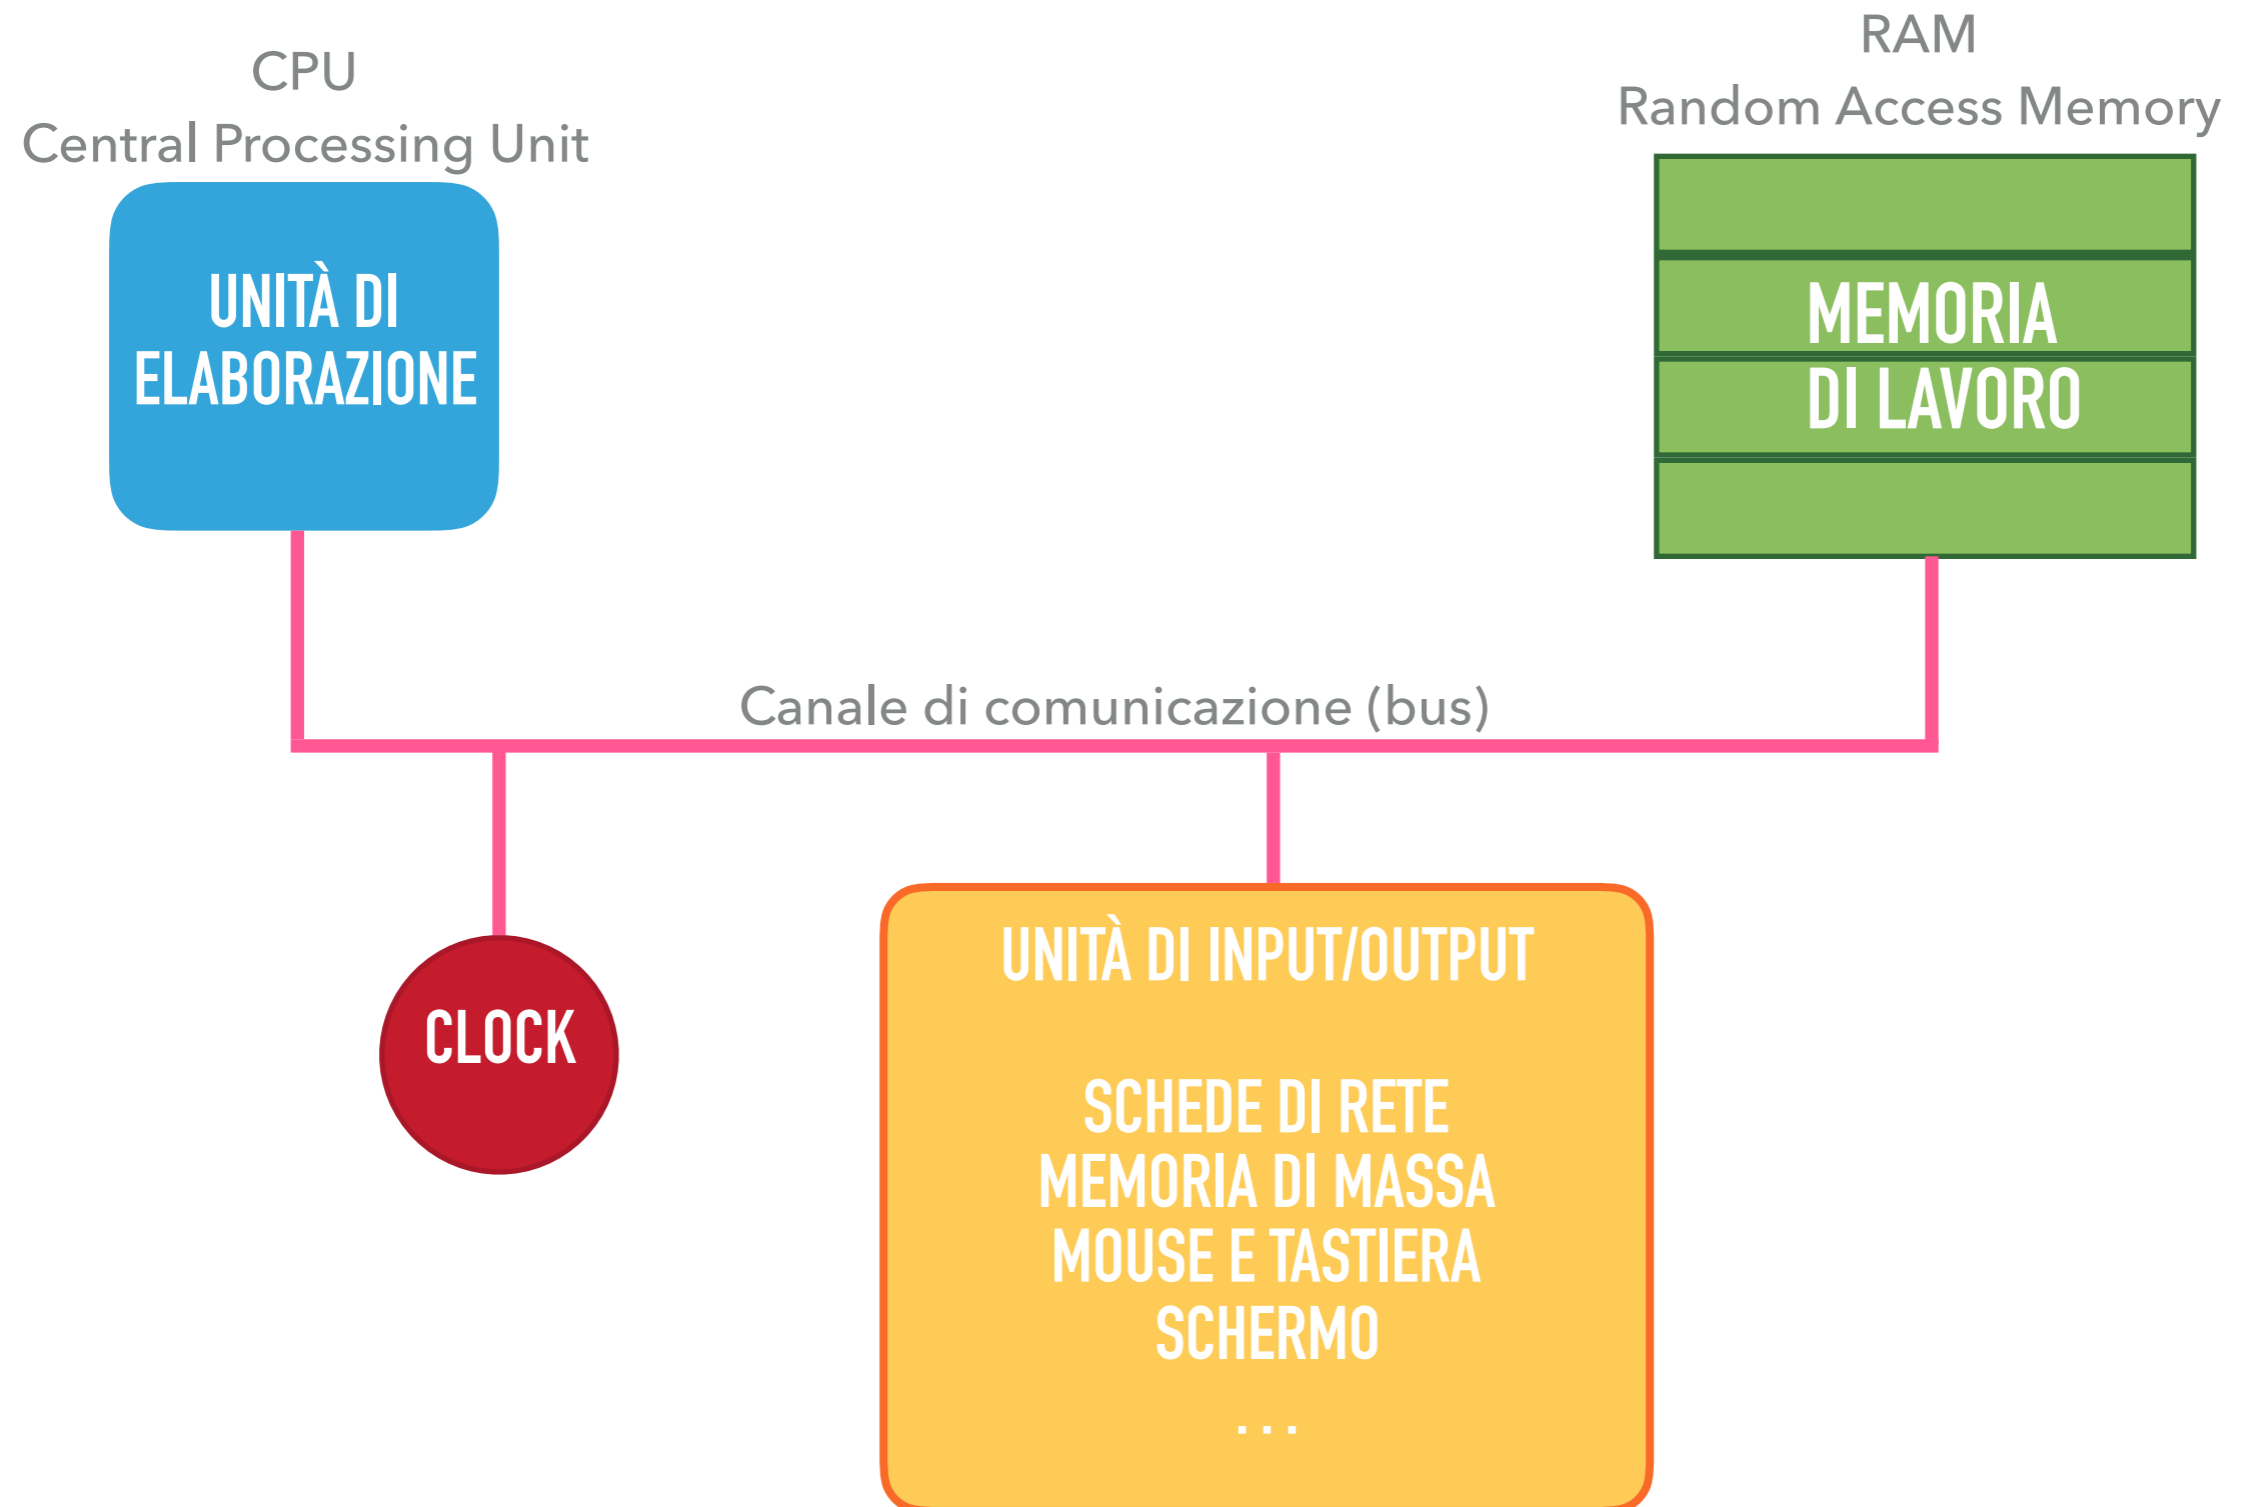 CPU
Central Processing Unit
UNITÀ DI
ELABORAZIONE
RAM
Random Access Memory
MEMORIA
DI LAVORO
Canale di comunicazione (bus)
CLOCK
UNITÀ DI INPUT/OUTPUT
SCHEDE DI RETE
MEMORIA DI MASSA
MOUSE E TASTIERA
SCHERMO
...